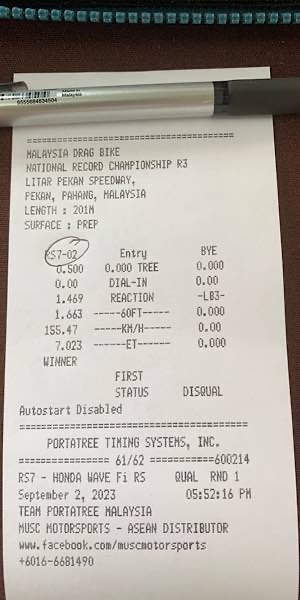 Made in
Malaysia
9555684634504
MALAYSIA DRAG BIKE
NATIONAL RECORD CHAMPIONSHIP R3
LITAR PEKAN SPEEDWAY,
PEKAN, PAHANG, MALAYSIA
LENGTH : 201M
SURFACE : PREP
RS7-02 Entry BYE
0.500 0.000 TREE 0.000
0.00 DIAL-IN 0.00
1.469 REACTION -LB3-
1.663 -----60FT----- 0.000
155.47 -----KM/H----- 0.00
7.023 ------ET------ 0.000
WINNER
FIRST
STATUS DISQUAL
Autostart Disabled
PORTATREE TIMING SYSTEMS, INC.
================ 61/62 ===========600214
RS7 - HONDA WAVE Fi RS QUAL RND 1
September 2, 2023 05:52:16 PM
TEAM PORTATREE MALAYSIA
MUSC MOTORSPORTS - ASEAN DISTRIBUTOR
www.facebook.com/muscmotorsports
+6016-6681490